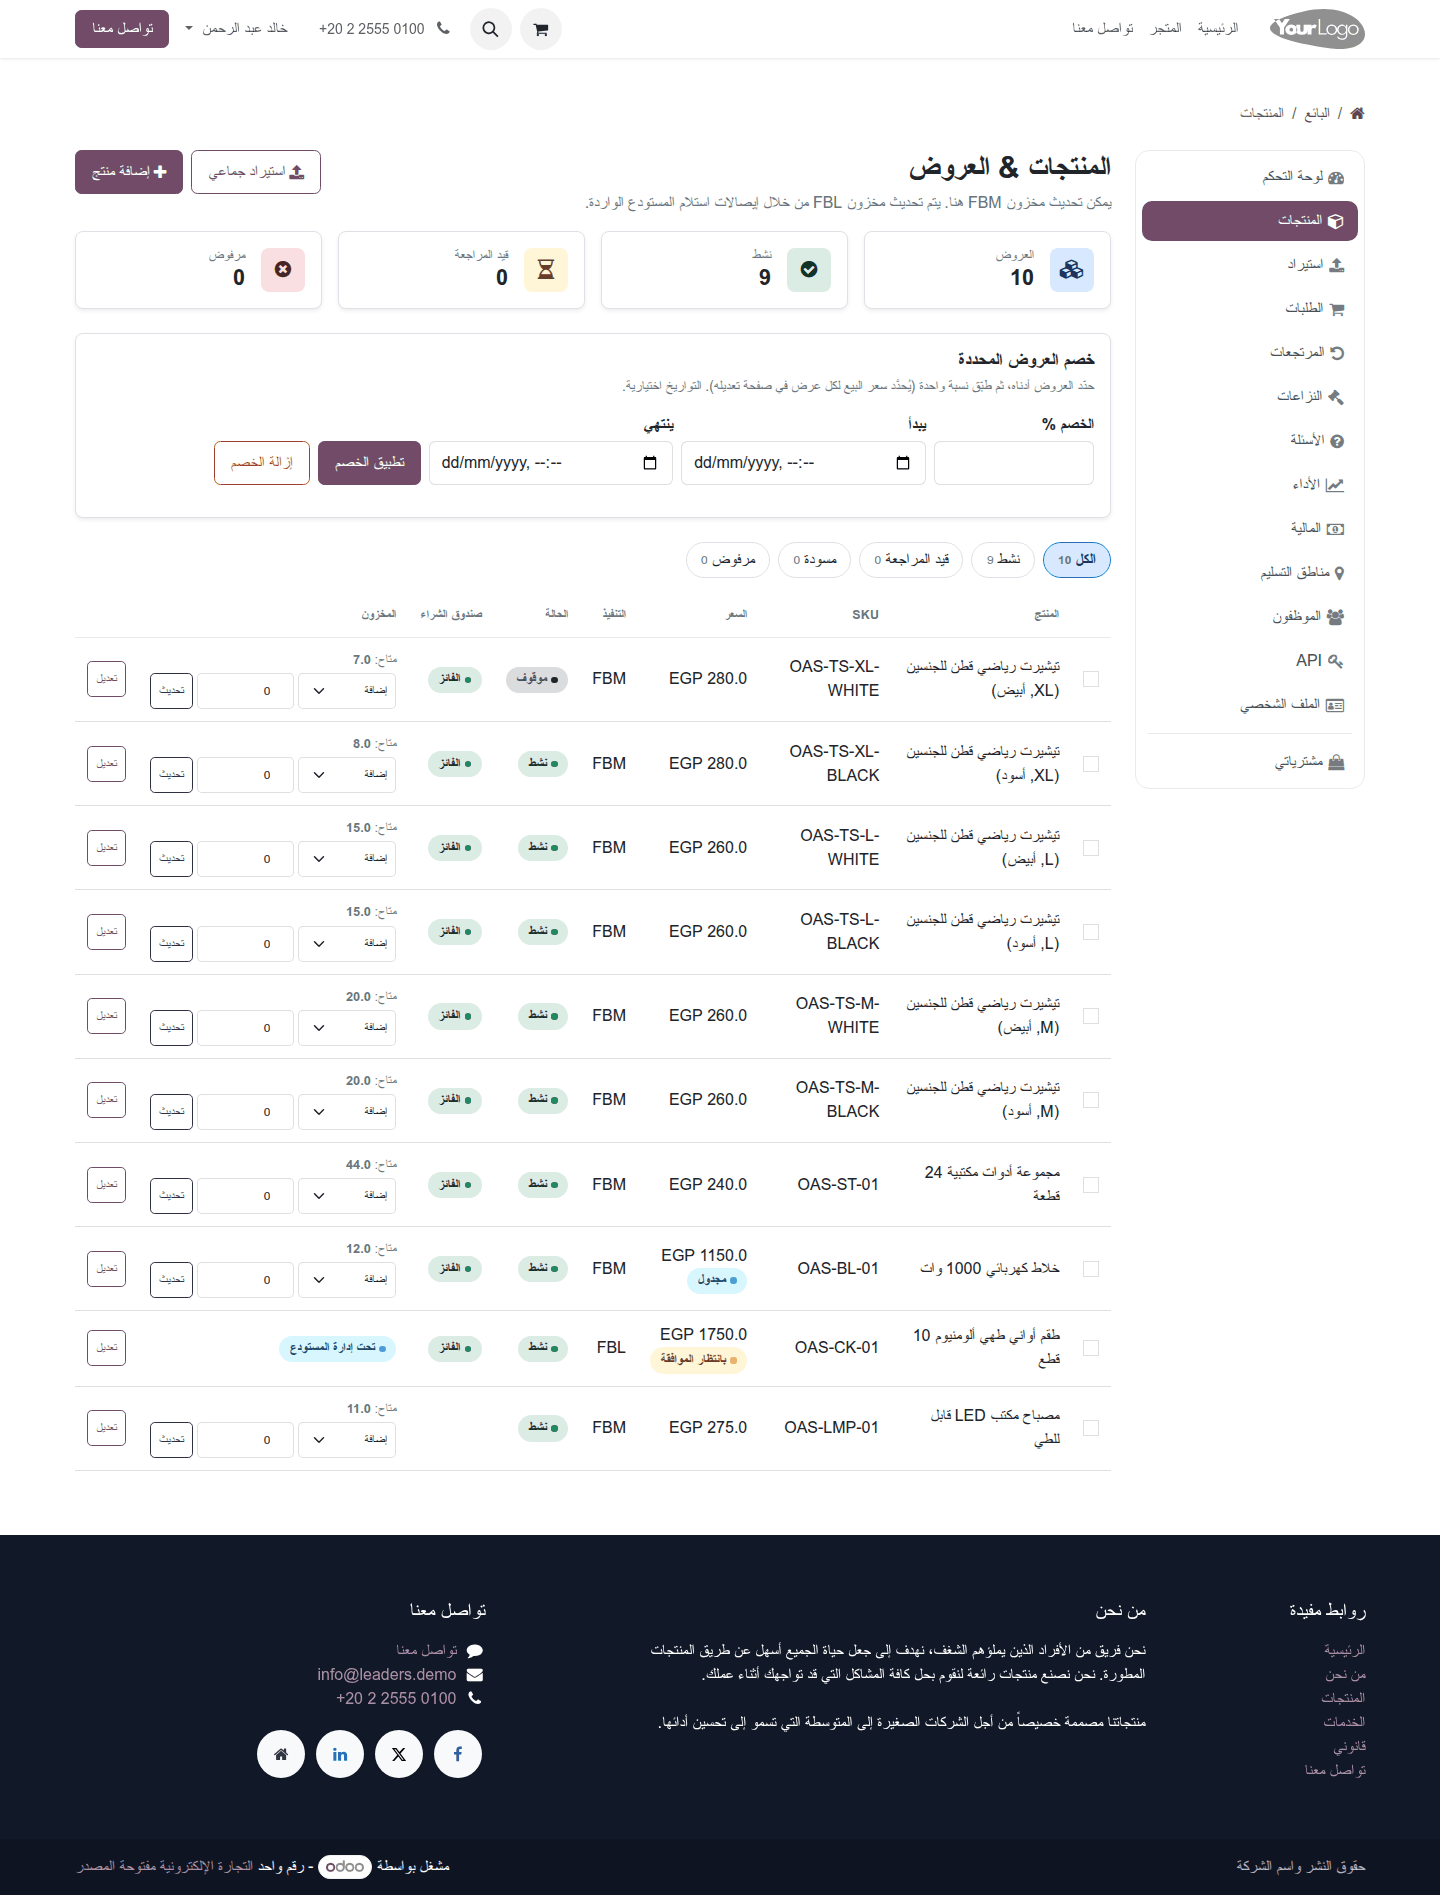 YourLogo
الرئيسية
المتجر
تواصل معنا
+20 2 2555 0100
خالد عبد الرحمن
تواصل معنا
/ البائع / المنتجات
لوحة التحكم
المنتجات
استيراد
الطلبات
المرتجعات
النزاعات
الأسئلة
الأداء
المالية
مناطق التسليم
الموظفون
API
الملف الشخصي
مشترياتي
المنتجات & العروض
يمكن تحديث مخزون FBM هنا. يتم تحديث مخزون FBL من خلال إيصالات استلام المستودع الواردة.
استيراد جماعي
إضافة منتج
العروض
10
نشط
9
قيد المراجعة
0
مرفوض
0
خصم العروض المحددة
حدّد العروض أدناه، ثم طبّق نسبة واحدة (يُحدَّد سعر البيع لكل عرض في صفحة تعديله). التواريخ اختيارية.
الخصم %
يبدأ
ينتهي
dd/mm/yyyy, --:--
dd/mm/yyyy, --:--
تطبيق الخصم
إزالة الخصم
الكل 10
نشط 9
قيد المراجعة 0
مسودة 0
مرفوض 0
المنتج SKU السعر التنفيذ الحالة صندوق الشراء المخزون
تيشيرت رياضي قطن للجنسين (XL, أبيض) OAS-TS-XL-WHITE EGP 280.0 FBM موقوف الفائز متاح: 7.0 إضافة 0 تحديث تعديل
تيشيرت رياضي قطن للجنسين (XL, أسود) OAS-TS-XL-BLACK EGP 280.0 FBM نشط الفائز متاح: 8.0 إضافة 0 تحديث تعديل
تيشيرت رياضي قطن للجنسين (L, أبيض) OAS-TS-L-WHITE EGP 260.0 FBM نشط الفائز متاح: 15.0 إضافة 0 تحديث تعديل
تيشيرت رياضي قطن للجنسين (L, أسود) OAS-TS-L-BLACK EGP 260.0 FBM نشط الفائز متاح: 15.0 إضافة 0 تحديث تعديل
تيشيرت رياضي قطن للجنسين (M, أبيض) OAS-TS-M-WHITE EGP 260.0 FBM نشط الفائز متاح: 20.0 إضافة 0 تحديث تعديل
تيشيرت رياضي قطن للجنسين (M, أسود) OAS-TS-M-BLACK EGP 260.0 FBM نشط الفائز متاح: 20.0 إضافة 0 تحديث تعديل
مجموعة أدوات مكتبية 24 قطعة OAS-ST-01 EGP 240.0 FBM نشط الفائز متاح: 44.0 إضافة 0 تحديث تعديل
خلاط كهربائي 1000 وات OAS-BL-01 EGP 1150.0 مجدول FBM نشط الفائز متاح: 12.0 إضافة 0 تحديث تعديل
طقم أواني طهي ألومنيوم 10 قطع OAS-CK-01 EGP 1750.0 بانتظار الموافقة FBL نشط الفائز تحت إدارة المستودع تعديل
مصباح مكتب LED قابل للطي OAS-LMP-01 EGP 275.0 FBM نشط متاح: 11.0 إضافة 0 تحديث تعديل
روابط مفيدة
الرئيسية
من نحن
المنتجات
الخدمات
قانوني
تواصل معنا
من نحن
نحن فريق من الأفراد الذين يملؤهم الشغف، نهدف إلى جعل حياة الجميع أسهل عن طريق المنتجات
المطورة. نحن نصنع منتجات رائعة لنقوم بحل كافة المشاكل التي قد تواجهك أثناء عملك.
منتجاتنا مصممة خصيصاً من أجل الشركات الصغيرة إلى المتوسطة التي تسمو إلى تحسين أدائها.
تواصل معنا
تواصل معنا
info@leaders.demo
+20 2 2555 0100
حقوق النشر واسم الشركة
مشغل بواسطة odoo - رقم واحد التجارة الإلكترونية مفتوحة المصدر